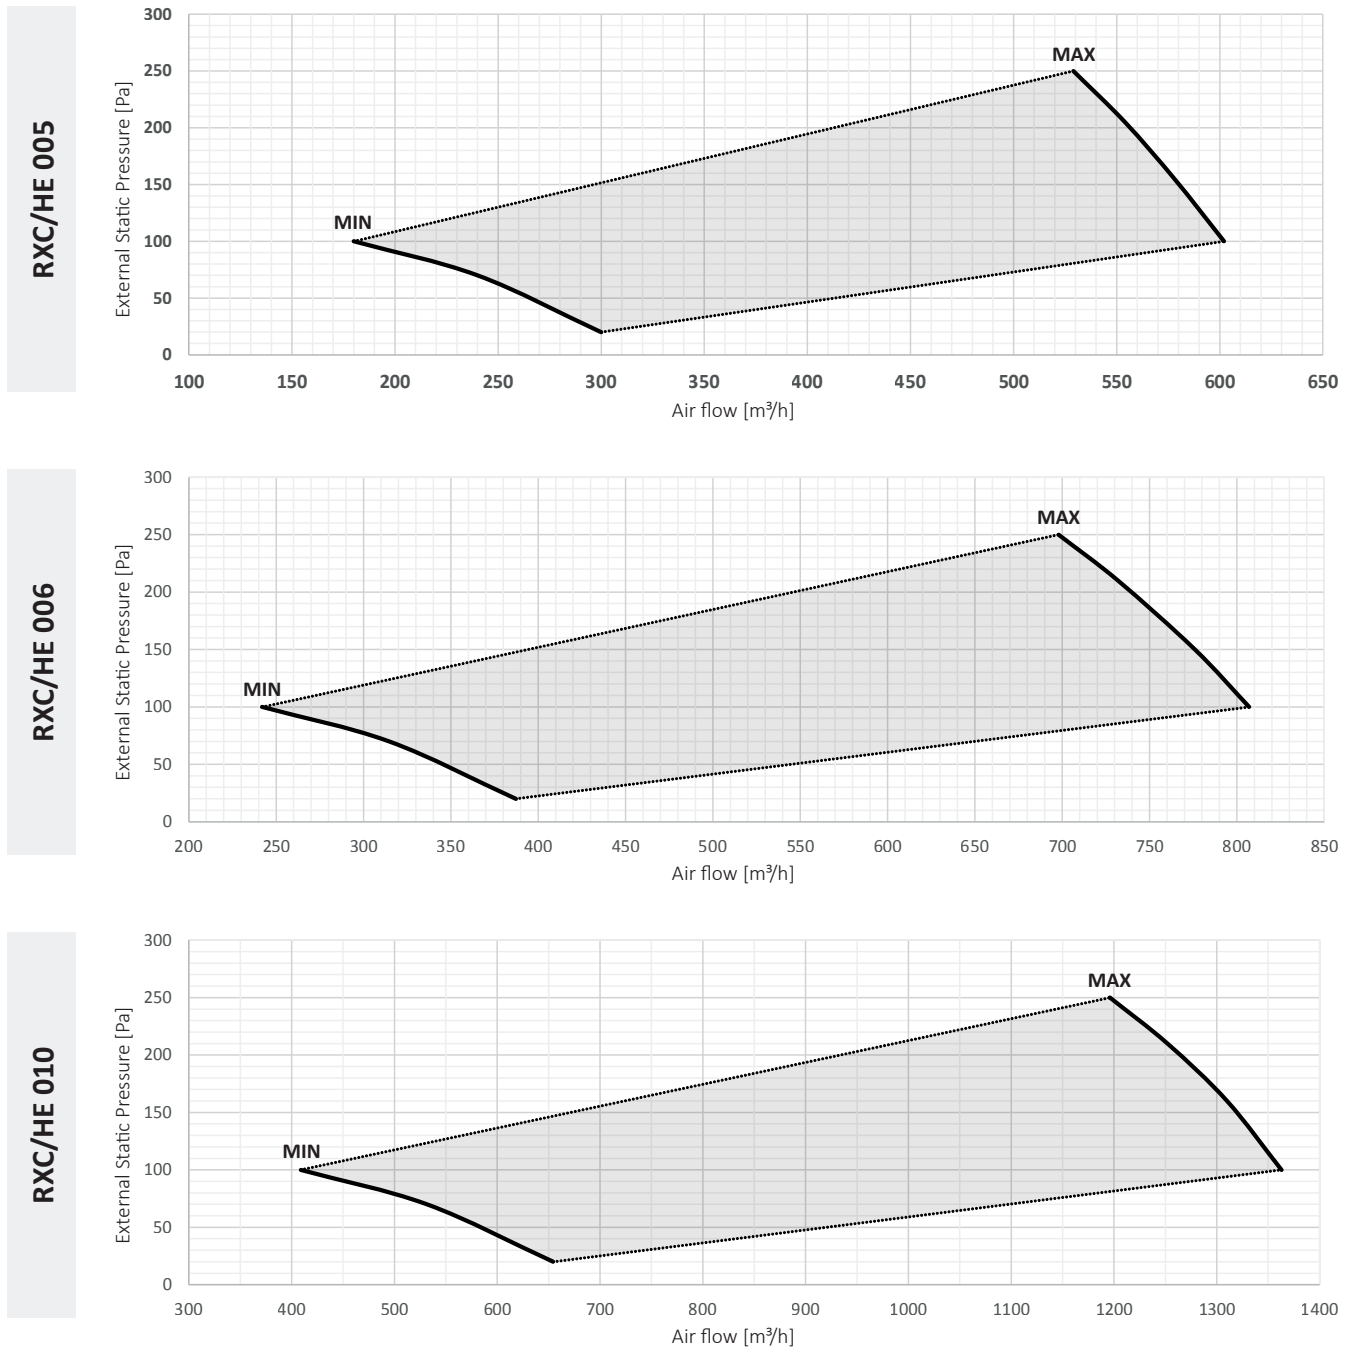 RXC/HE 005
External Static Pressure [Pa]
300
250
200
150
100
50
0
MIN
MAX
100 150 200 250 300 350 400 450 500 550 600 650
Air flow [m³/h]
RXC/HE 006
External Static Pressure [Pa]
300
250
200
150
100
50
0
MIN
MAX
200 250 300 350 400 450 500 550 600 650 700 750 800 850
Air flow [m³/h]
RXC/HE 010
External Static Pressure [Pa]
300
250
200
150
100
50
0
MIN
MAX
300 400 500 600 700 800 900 1000 1100 1200 1300 1400
Air flow [m³/h]